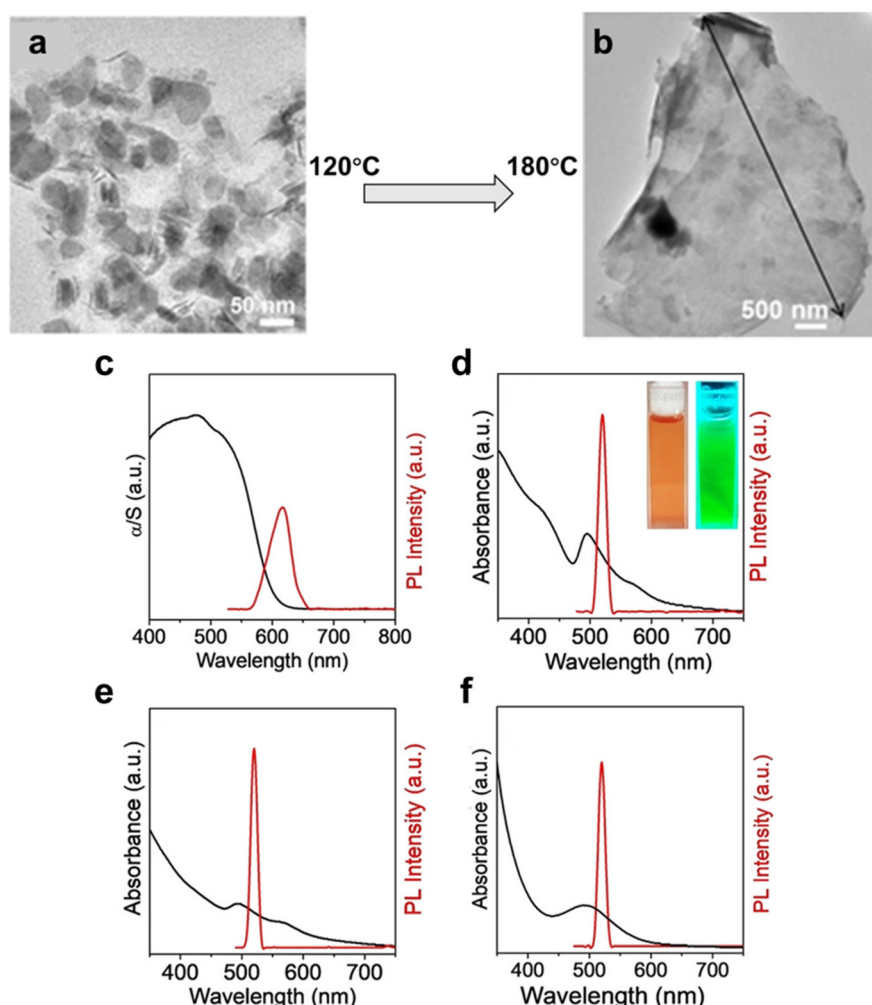 a
b
120°C
180°C
50 nm
500 nm
c
d
α/S (a.u.)
PL Intensity (a.u.)
400 500 600 700 800
Wavelength (nm)
Absorbance (a.u.)
PL Intensity (a.u.)
400 500 600 700
Wavelength (nm)
e
f
Absorbance (a.u.)
PL Intensity (a.u.)
400 500 600 700
Wavelength (nm)
Absorbance (a.u.)
PL Intensity (a.u.)
400 500 600 700
Wavelength (nm)